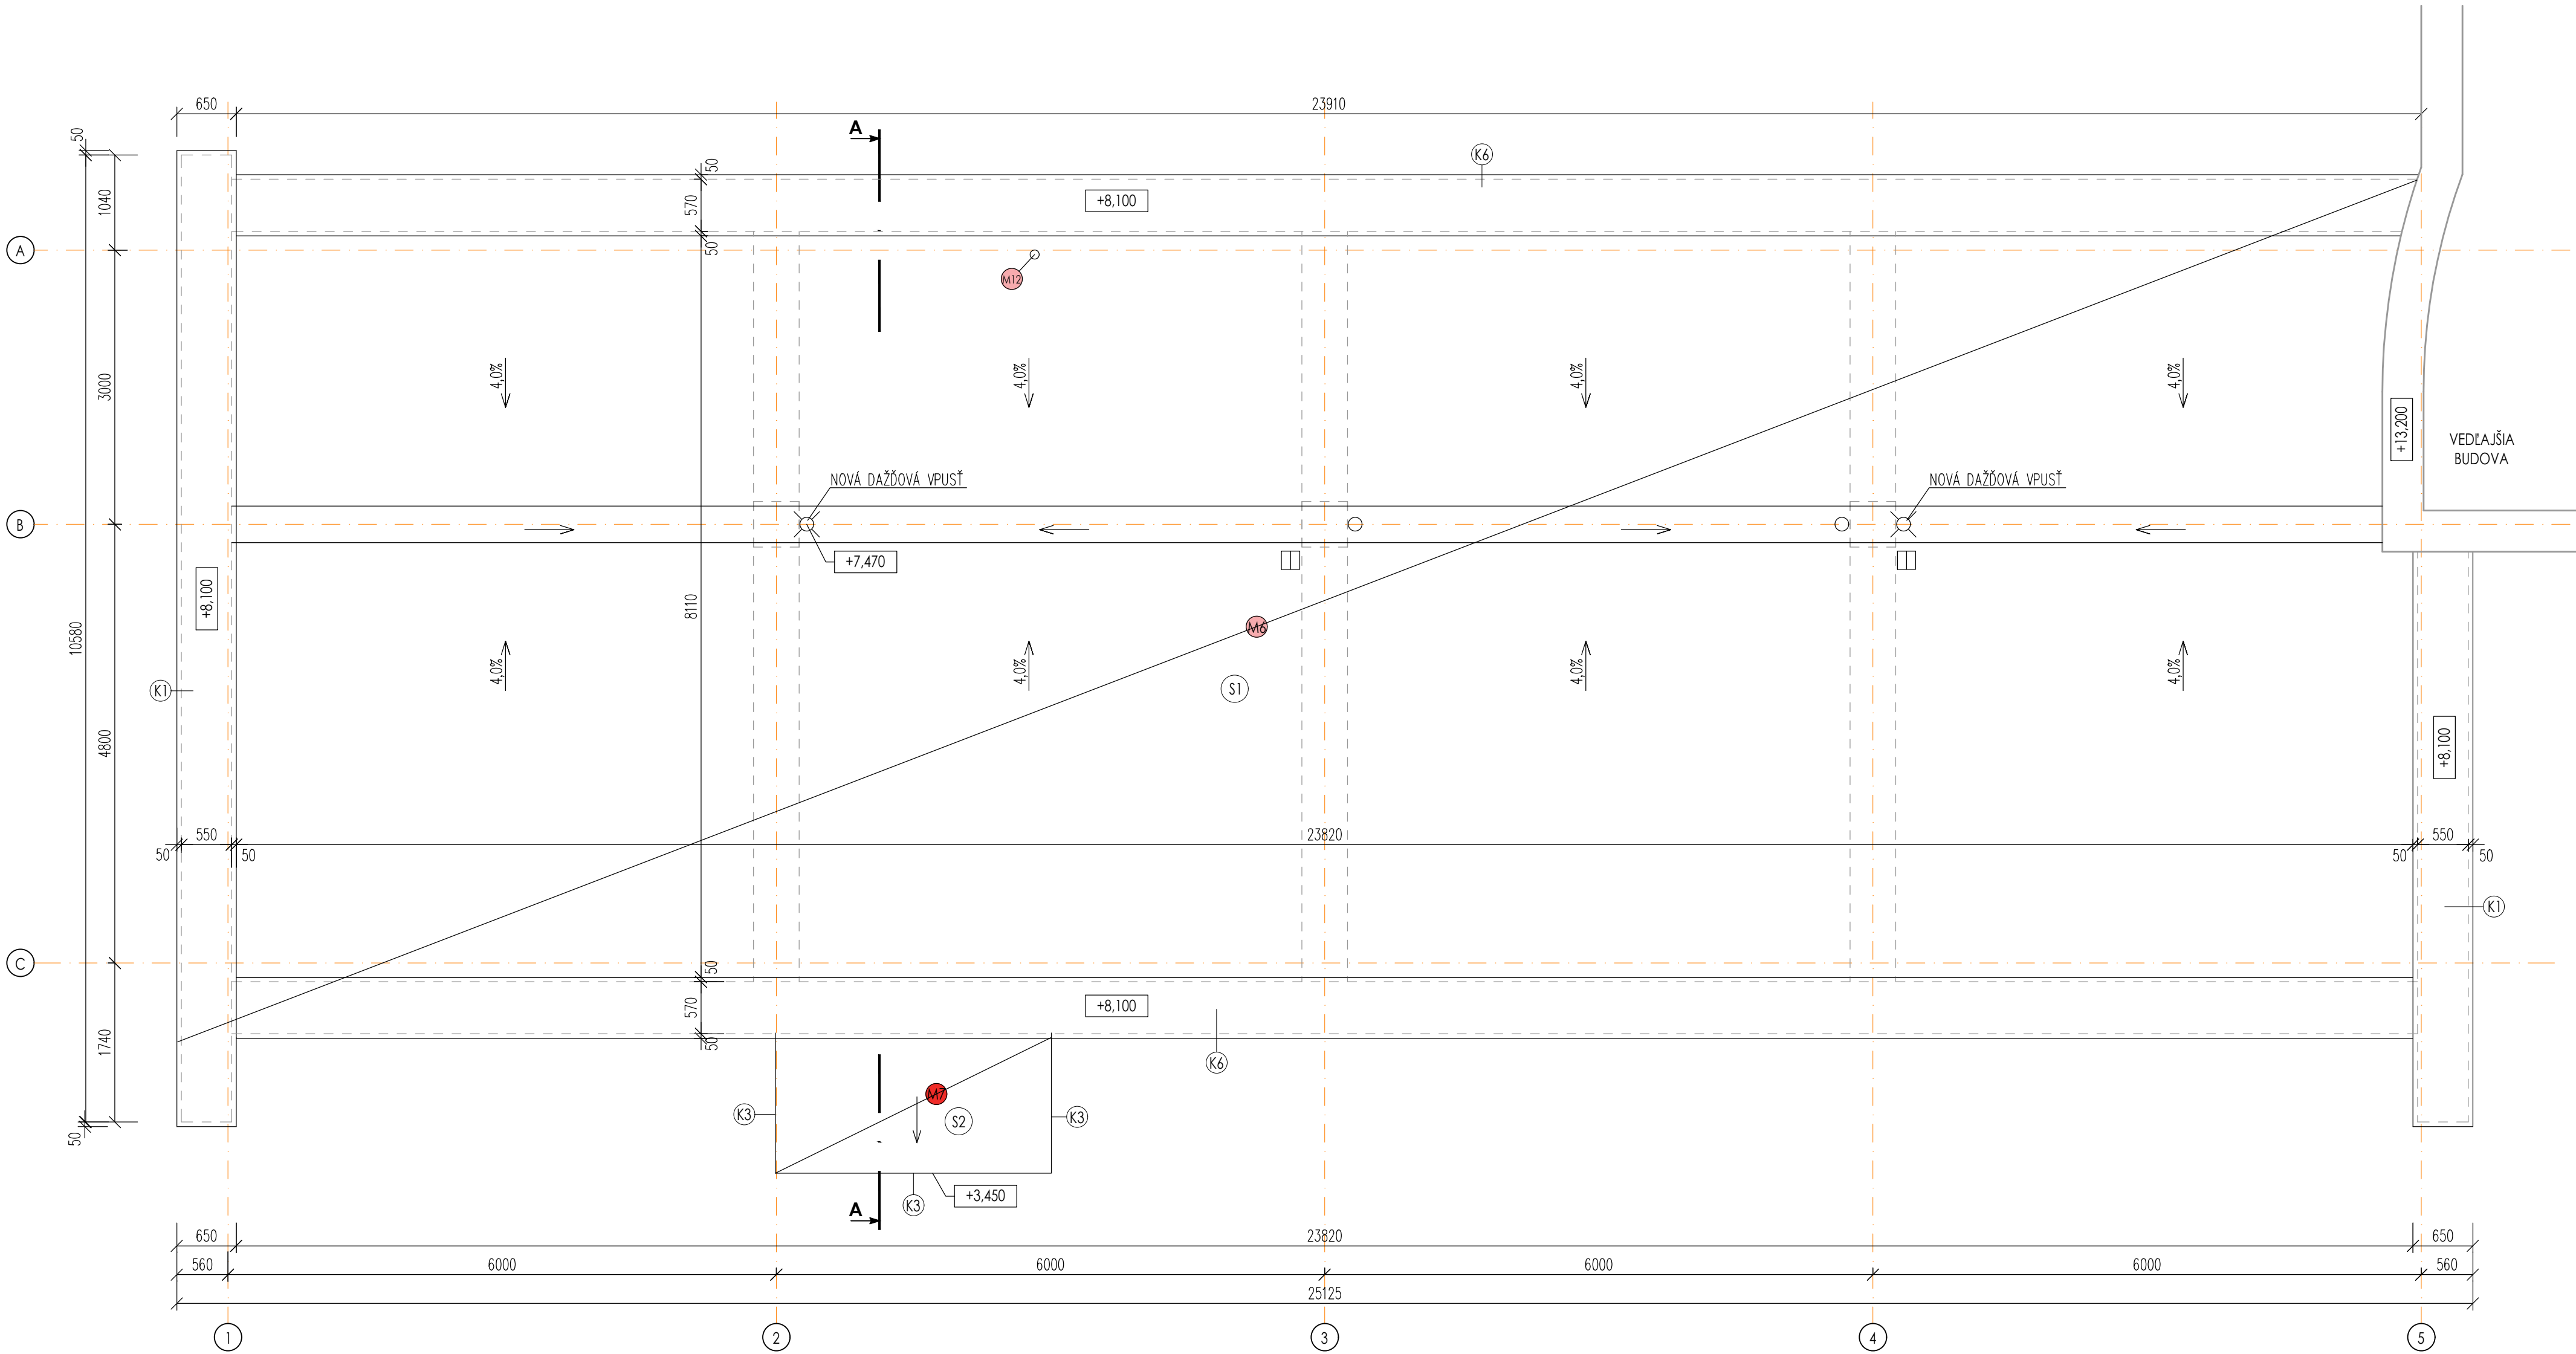 650
23910
A
50
K6
50
1040
570
+8,100
A
50
M12
3000
4,0%
4,0%
4,0%
4,0%
+13,200
VEDĽAJŠIA
BUDOVA
NOVÁ DAŽĎOVÁ VPUSŤ
NOVÁ DAŽĎOVÁ VPUSŤ
B
+7,470
+8,100
10580
8110
M6
4,0%
4,0%
4,0%
4,0%
K1
S1
4800
+8,100
550
23820
550
50
50
50
50
K1
C
50
570
+8,100
1740
50
K6
M7
K3
S2
K3
50
+3,450
K3
A
650
23820
650
560
6000
6000
6000
6000
560
25125
1
2
3
4
5